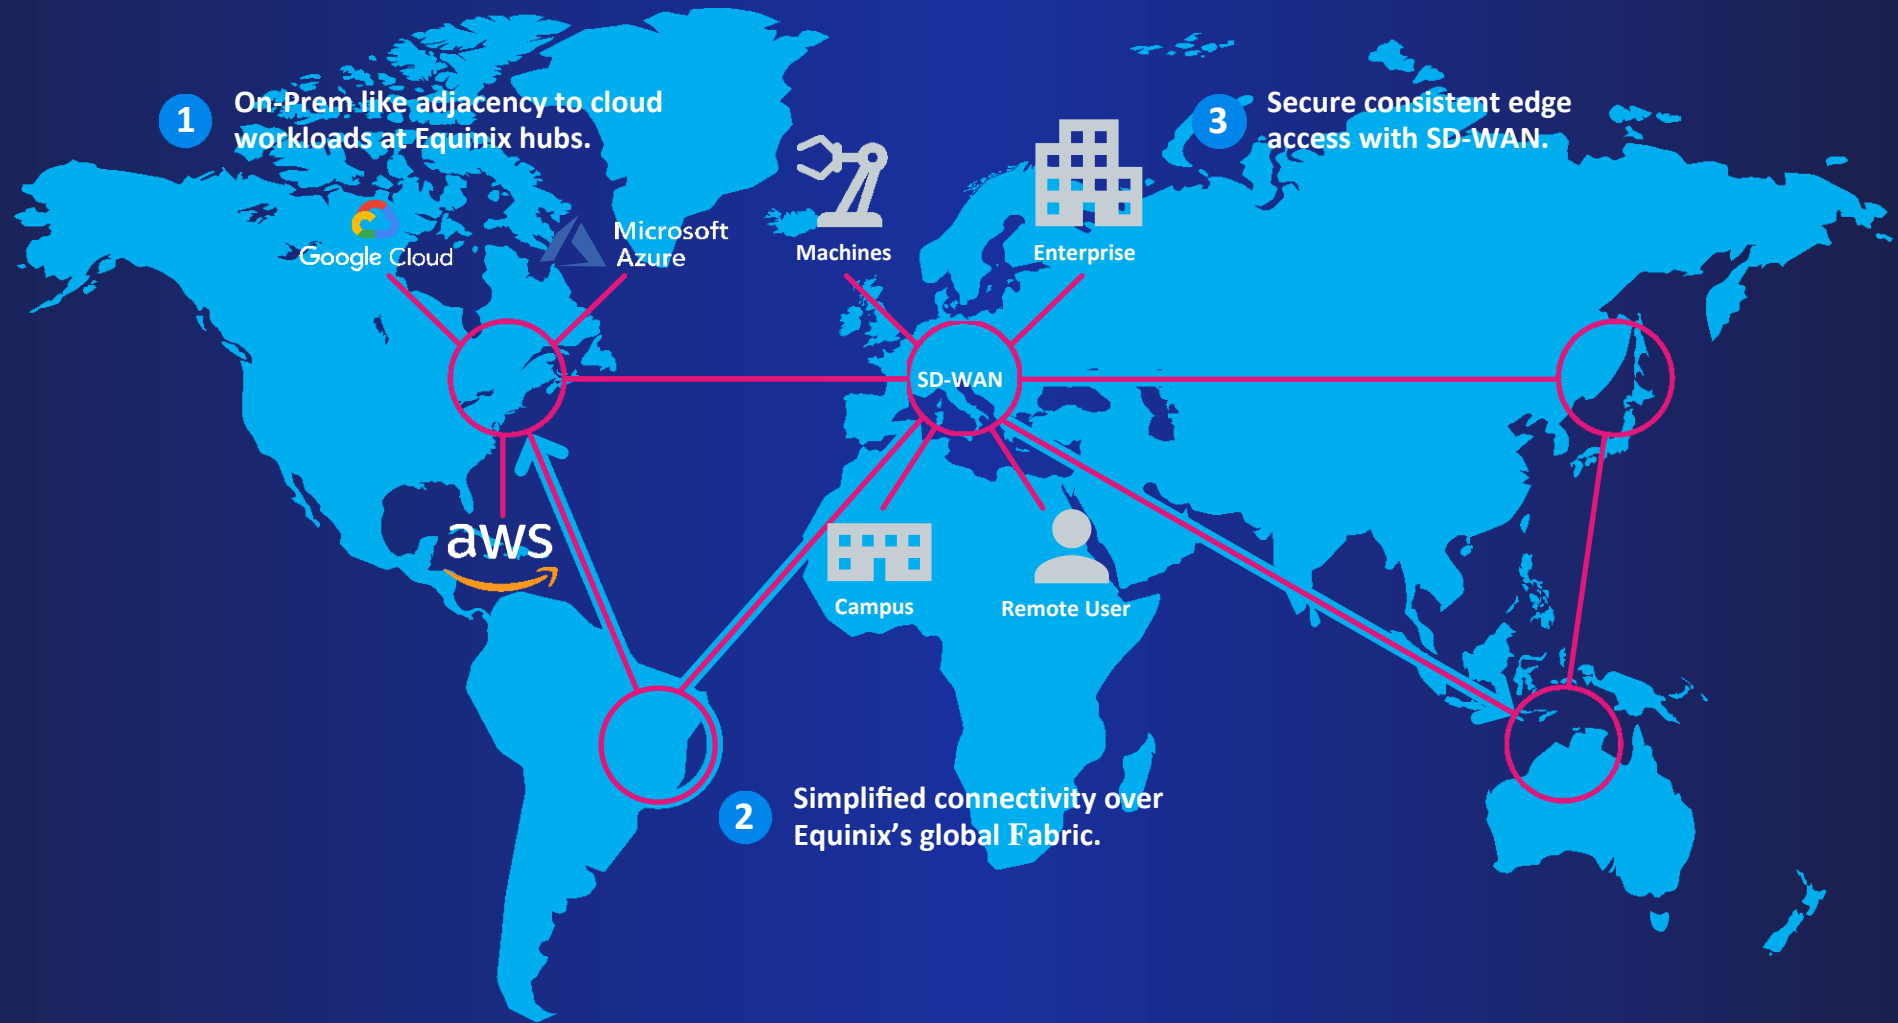 1
On-Prem like adjacency to cloud
workloads at Equinix hubs.
3
Secure consistent edge
access with SD-WAN.
Google Cloud
Microsoft
Azure
Machines
Enterprise
SD-WAN
aws
Campus
Remote User
2
Simplified connectivity over
Equinix’s global Fabric.